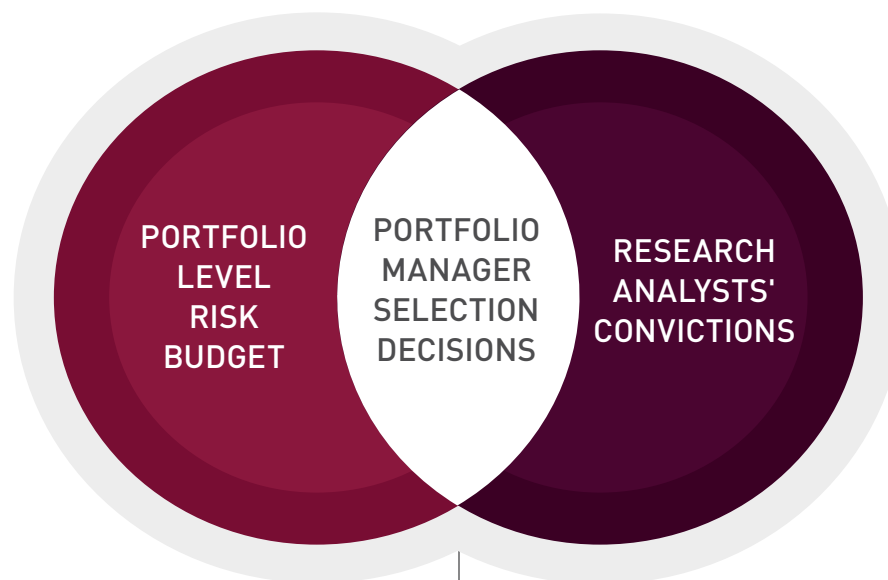 PORTFOLIO
LEVEL
RISK
BUDGET
PORTFOLIO
MANAGER
SELECTION
DECISIONS
RESEARCH
ANALYSTS'
CONVICTIONS